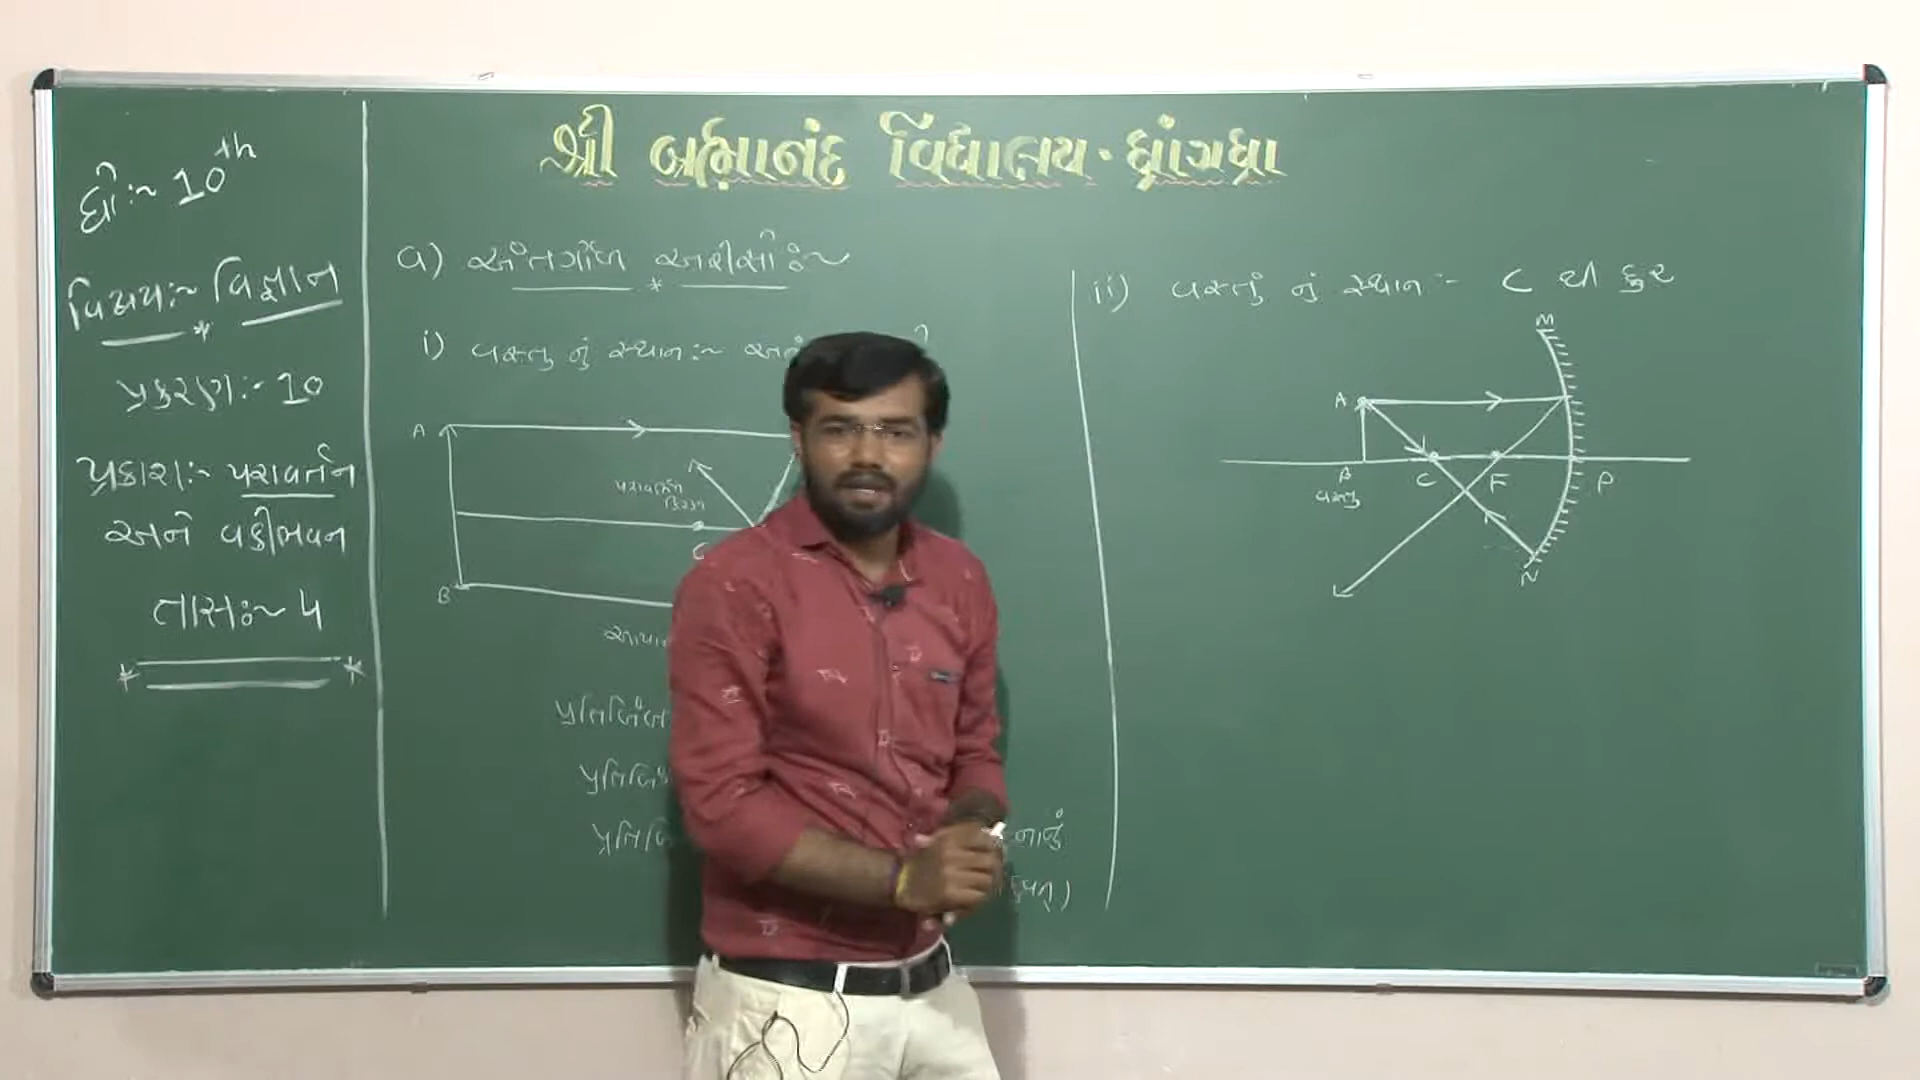 શ્રી બ્રહ્માનંદ વિદ્યાલય - ધ્રાંગધ્રા
ધો:~ 10th
વિષય:~ વિજ્ઞાન
પ્રકરણ:- 10
પ્રકાશ:- પરાવર્તન
અને વક્રીભવન
તાસ:~ 4
a) અંતર્ગોળ અરીસો:~
i) વસ્તુ નું સ્થાન:~
A
પરાવર્તીત
કિરણ
C
B
નાનું
ii) વસ્તું નું સ્થાન:- C થી દુર
M
A
B
C
F
P
વસ્તુ
N